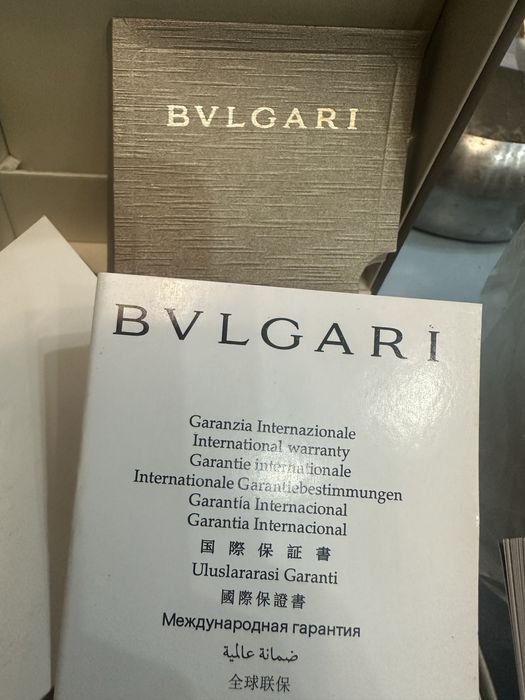 BVLGARI
BVLGARI
Garanzia Internazionale
International warranty
Garantie internationale
Internationale Garantiebestimmungen
Garantía Internacional
Garantia Internacional
国際保証書
Uluslararasi Garanti
國際保證書
Международная гарантия
ضمانة عالمية
全球联保